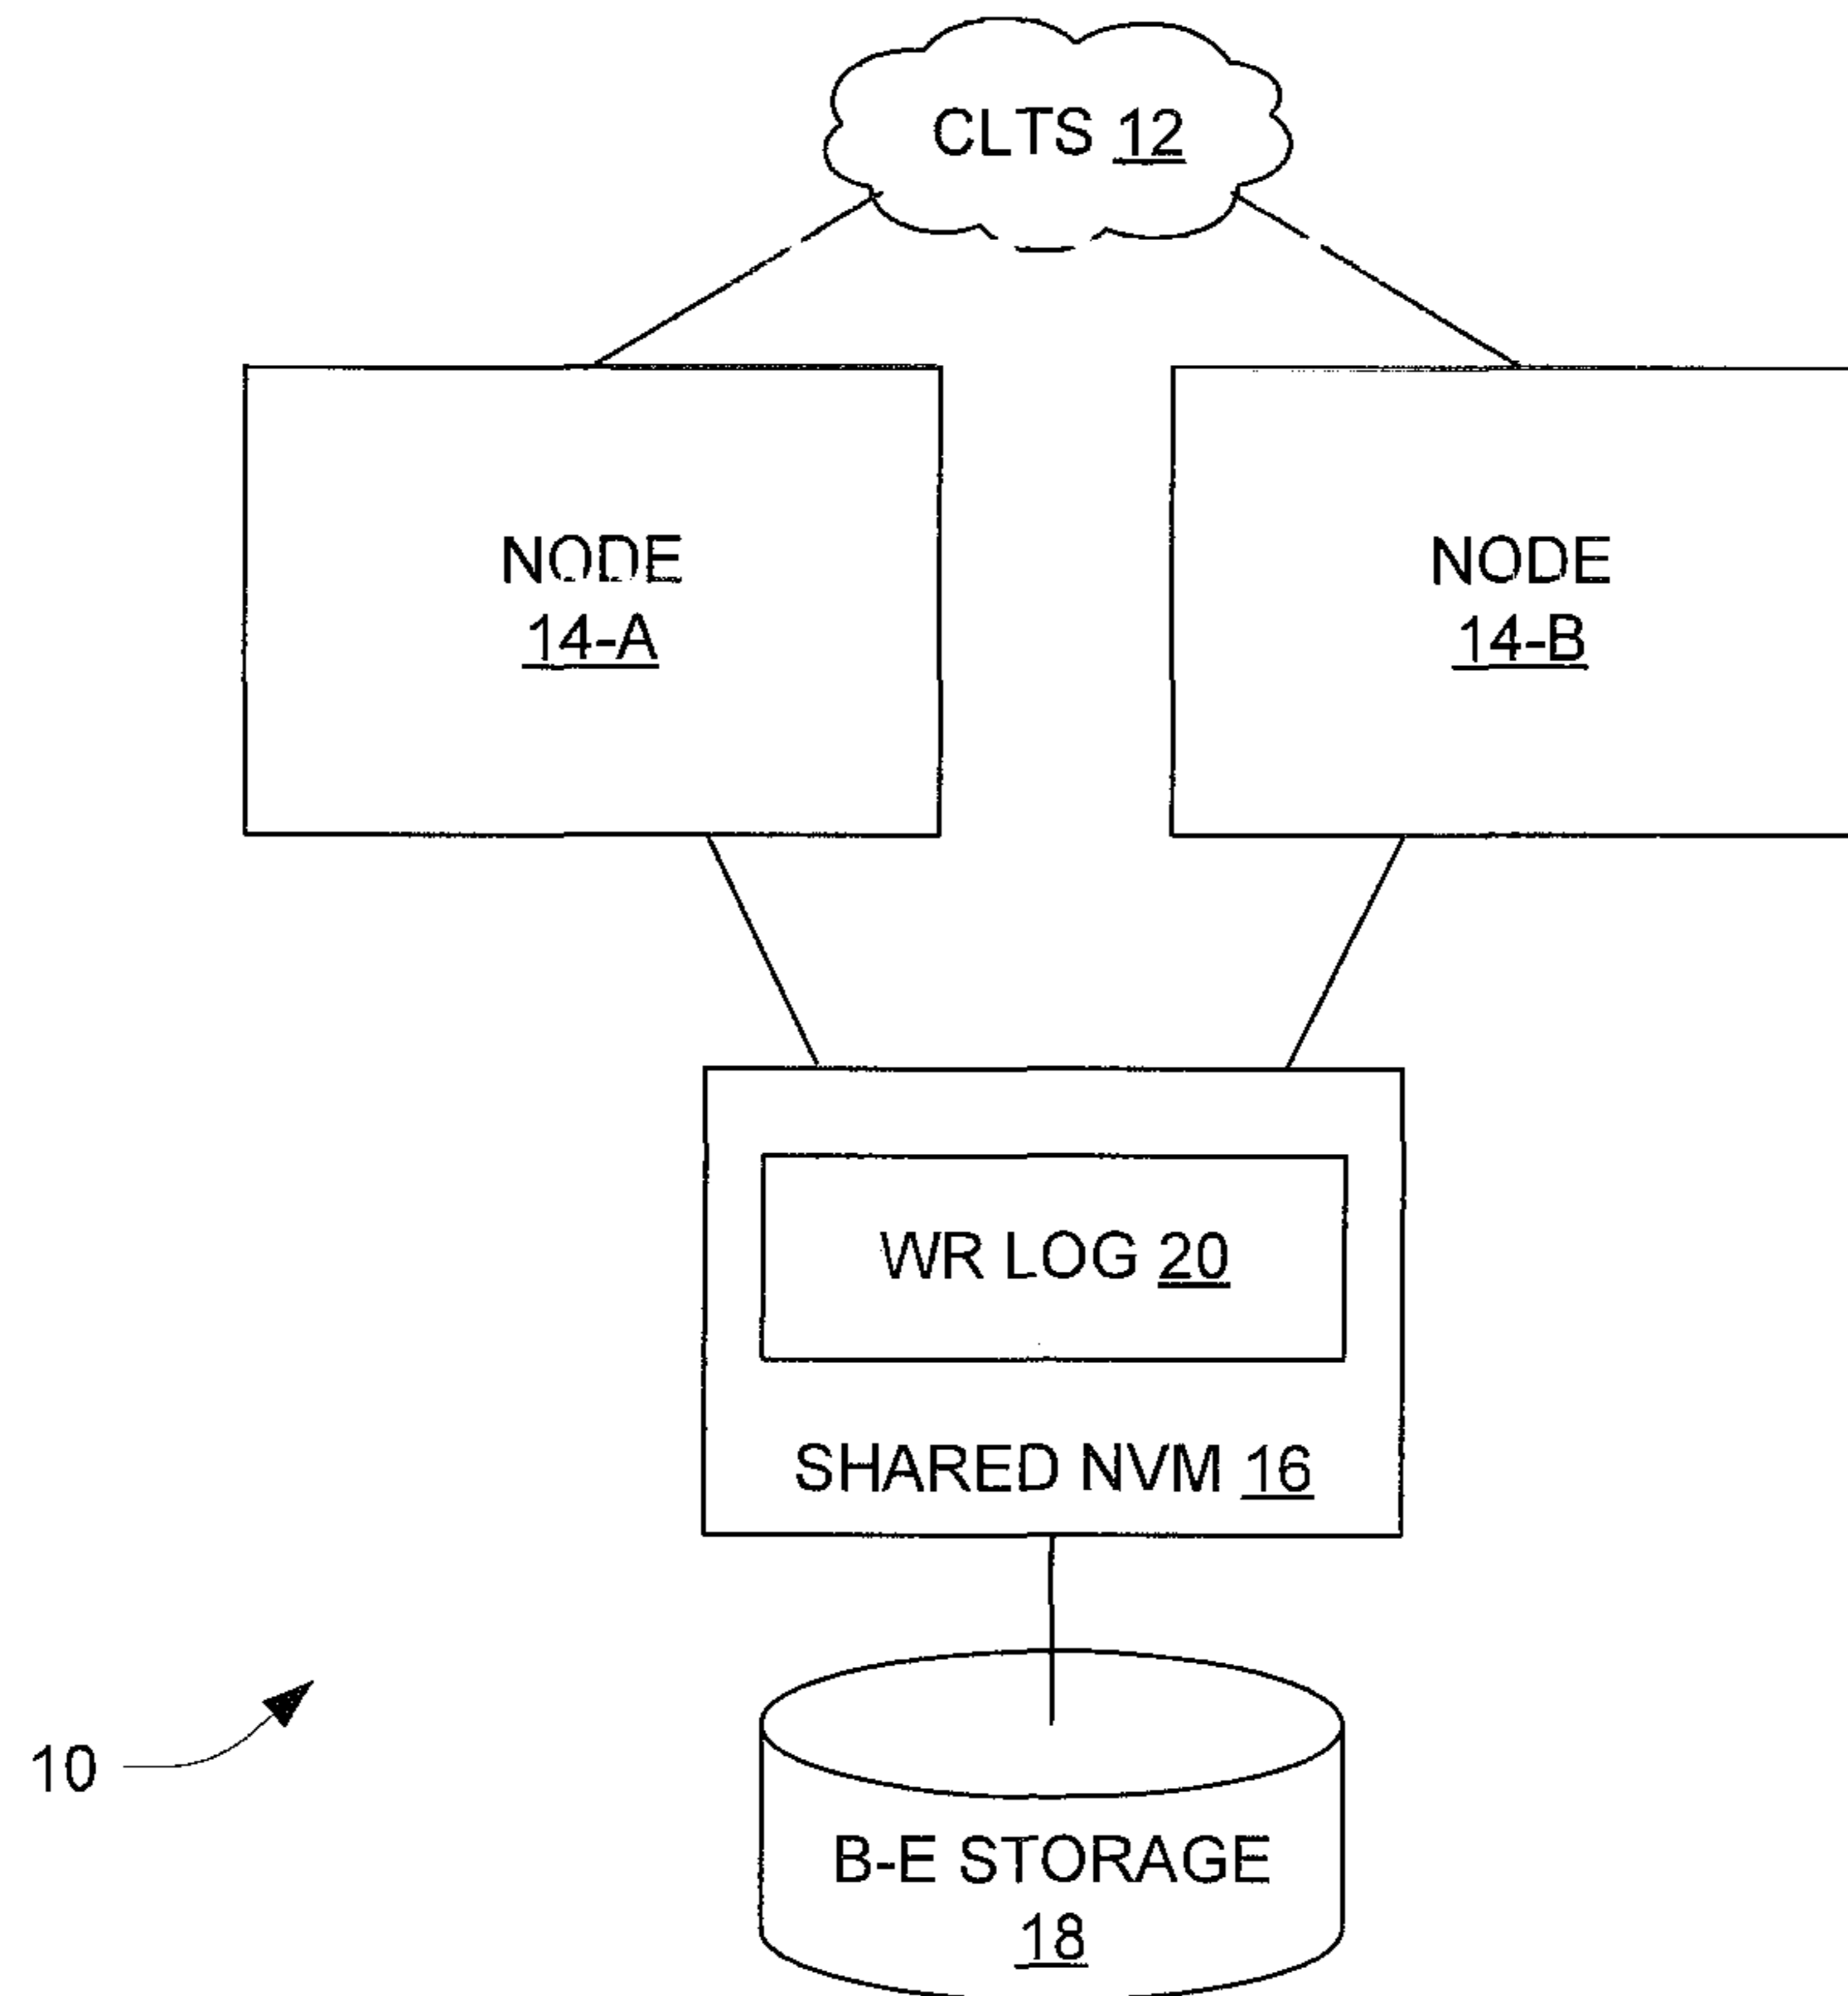 CLTS 12
NODE
14-A
NODE
14-B
WR LOG 20
SHARED NVM 16
10
B-E STORAGE
18